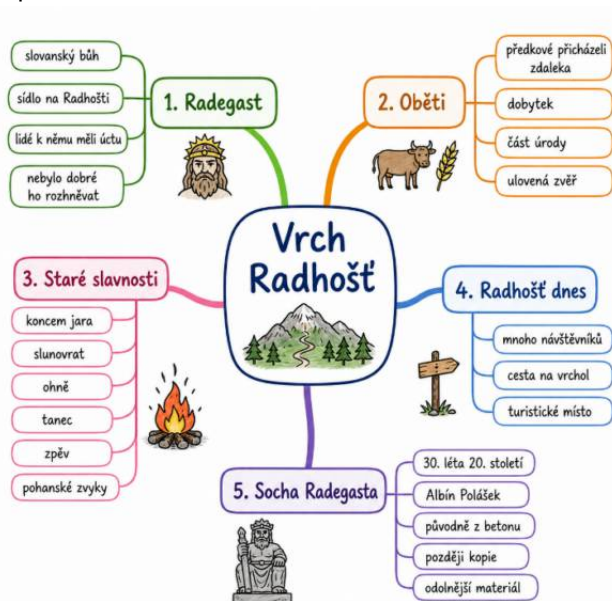 Vrch
Radhošť
1. Radegast
slovanský bůh
sídlo na Radhošti
lidé k němu měli úctu
nebylo dobré
ho rozhněvat
2. Oběti
předkové přicházeli
zdaleka
dobytek
část úrody
ulovená zvěř
3. Staré slavnosti
koncem jara
slunovrat
ohně
tanec
zpěv
pohanské zvyky
4. Radhošť dnes
mnoho návštěvníků
cesta na vrchol
turistické místo
5. Socha Radegasta
30. léta 20. století
Albín Polášek
původně z betonu
později kopie
odolnější materiál